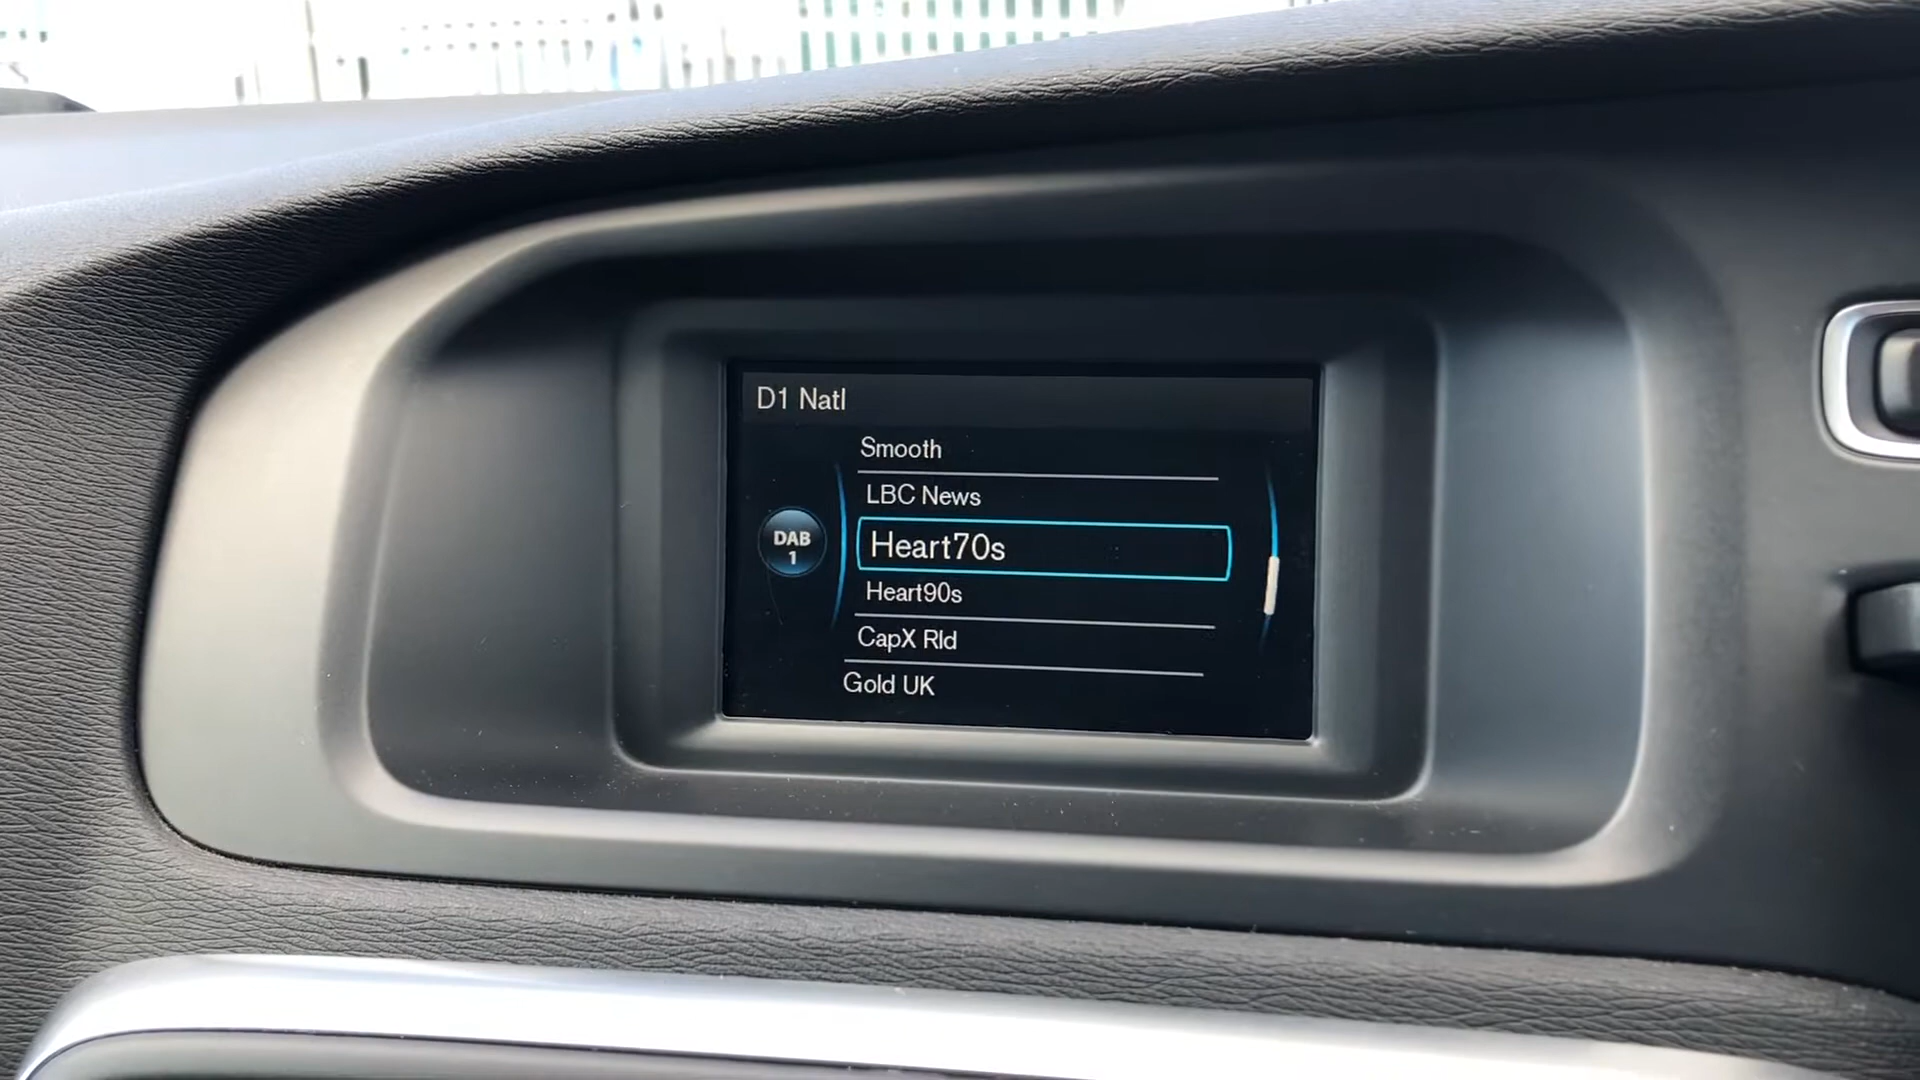 D1 Natl
Smooth
LBC News
DAB
1
Heart70s
Heart90s
CapX Rld
Gold UK